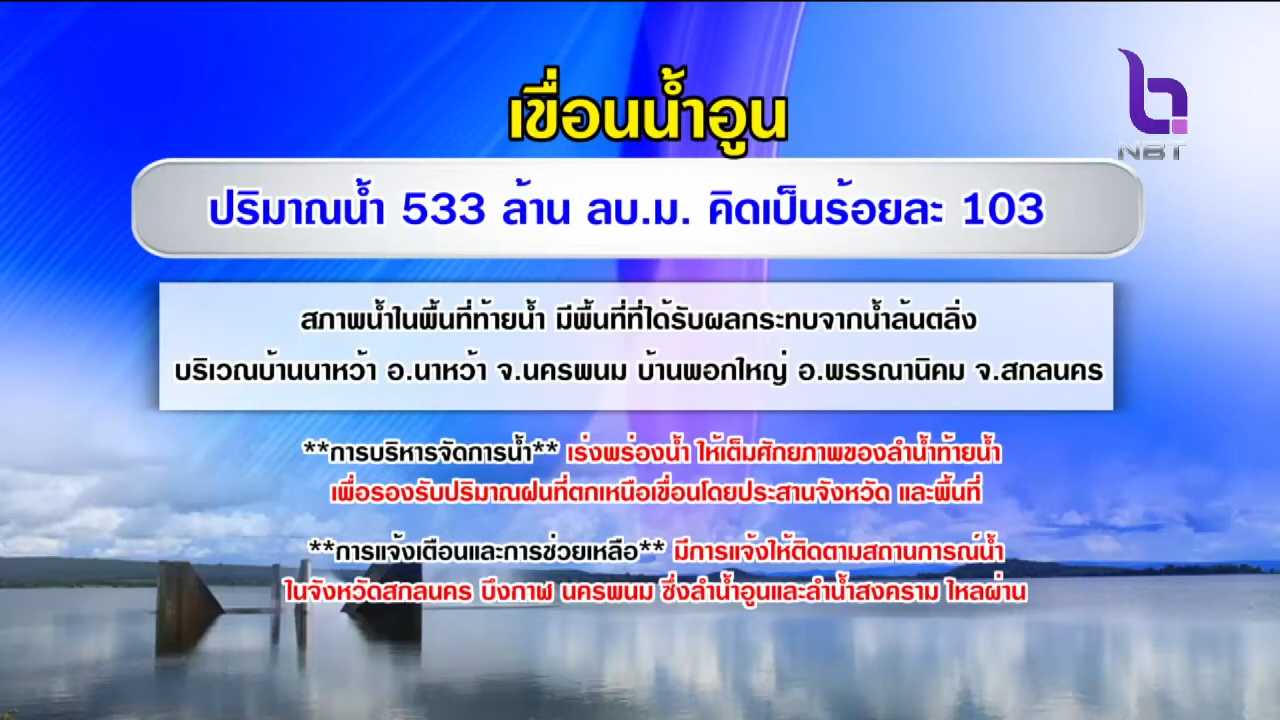 เขื่อนน้ำอูน
NBT
ปริมาณน้ำ 533 ล้าน ลบ.ม. คิดเป็นร้อยละ 103
สภาพน้ำในพื้นที่ท้ายน้ำ มีพื้นที่ที่ได้รับผลกระทบจากน้ำล้นตลิ่ง
บริเวณบ้านนาหว้า อ.นาหว้า จ.นครพนม บ้านพอกใหญ่ อ.พรรณานิคม จ.สกลนคร
**การบริหารจัดการน้ำ** เร่งพร่องน้ำ ให้เต็มศักยภาพของลำน้ำท้ายน้ำ
เพื่อรองรับปริมาณฝนที่ตกเหนือเขื่อนโดยประสานจังหวัด และพื้นที่
**การแจ้งเตือนและการช่วยเหลือ** มีการแจ้งให้ติดตามสถานการณ์น้ำ
ในจังหวัดสกลนคร บึงกาฬ นครพนม ซึ่งลำน้ำอูนและลำน้ำสงคราม ไหลผ่าน